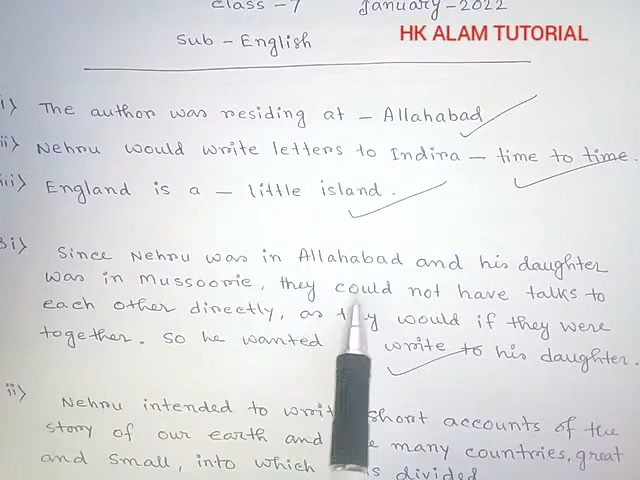 Class -7 January-2022
Sub - English
HK ALAM TUTORIAL
i) The author was residing at - Allahabad
ii) Nehru would write letters to Indira - time to time.
iii) England is a - little island.
3i) Since Nehru was in Allahabad and his daughter
was in Mussoorie, they could not have talks to
each other directly, as they would if they were
together. So he wanted write to his daughter.
ii) Nehru intended to write short accounts of the
story of our earth and many countries, great
and small, into which is divided